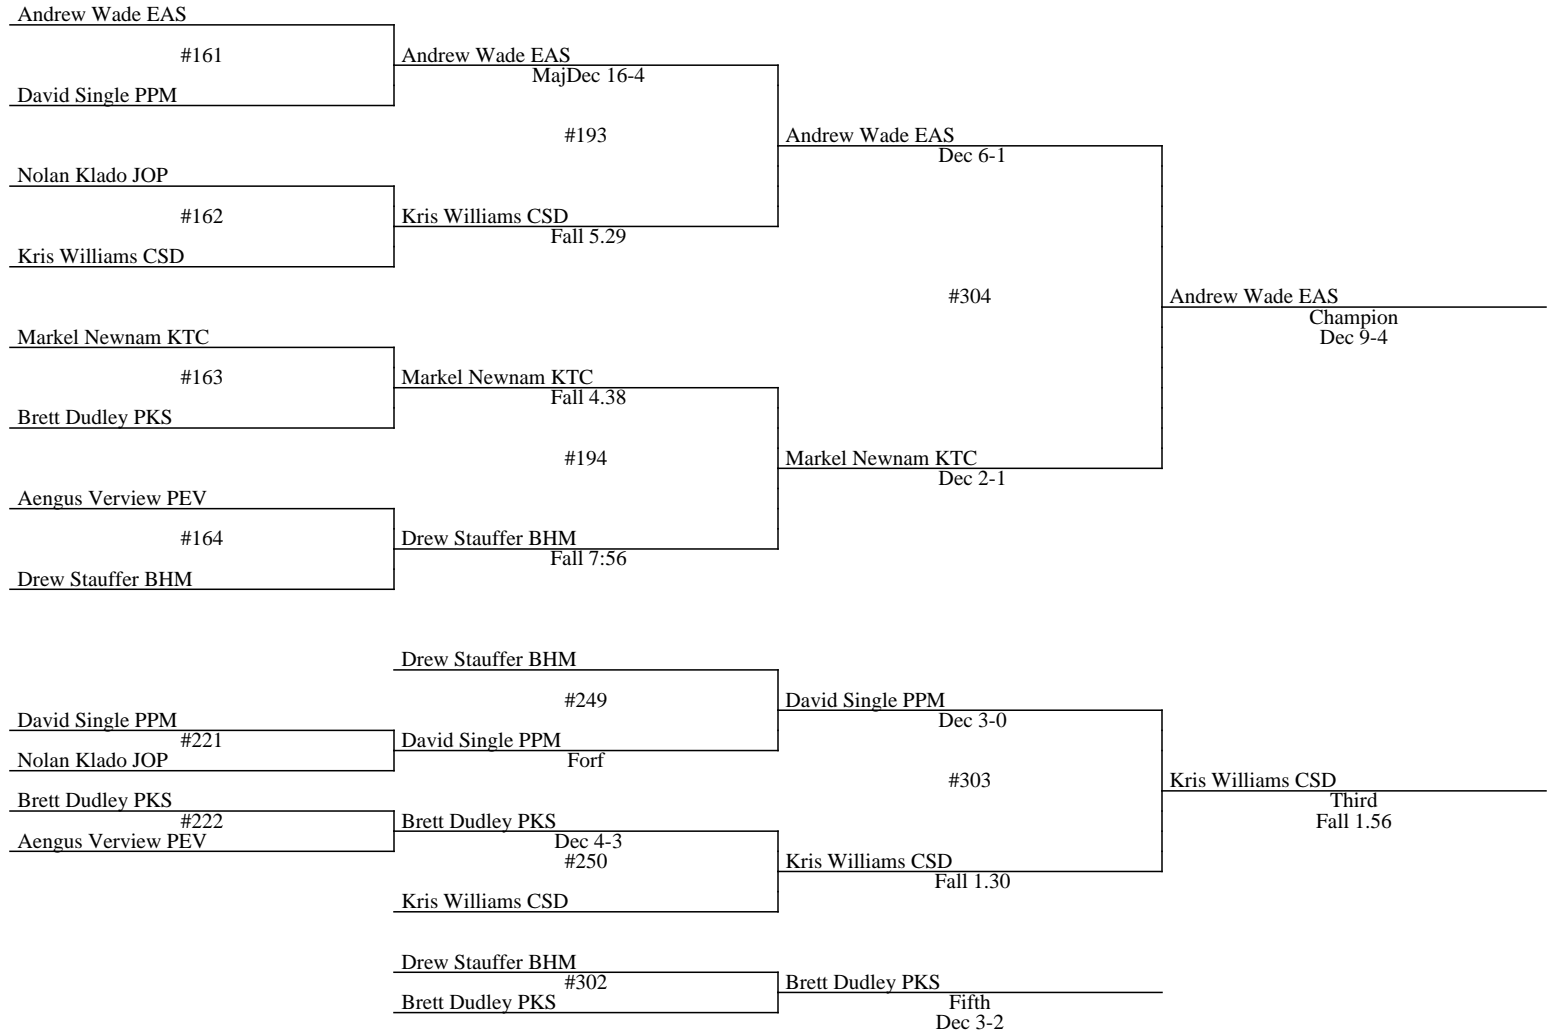 Andrew Wade EAS
#161
Andrew Wade EAS
MajDec 16-4
David Single PPM
#193
Andrew Wade EAS
Dec 6-1
Nolan Klado JOP
#162
Kris Williams CSD
Fall 5.29
Kris Williams CSD
#304
Andrew Wade EAS
Champion
Dec 9-4
Markel Newnam KTC
#163
Markel Newnam KTC
Fall 4.38
Brett Dudley PKS
#194
Markel Newnam KTC
Dec 2-1
Aengus Verview PEV
#164
Drew Stauffer BHM
Fall 7:56
Drew Stauffer BHM
Drew Stauffer BHM
#249
David Single PPM
Dec 3-0
David Single PPM
#221
David Single PPM
Forf
Nolan Klado JOP
#303
Kris Williams CSD
Third
Fall 1.56
Brett Dudley PKS
#222
Brett Dudley PKS
Dec 4-3
Aengus Verview PEV
#250
Kris Williams CSD
Fall 1.30
Kris Williams CSD
Drew Stauffer BHM
#302
Brett Dudley PKS
Fifth
Dec 3-2
Brett Dudley PKS